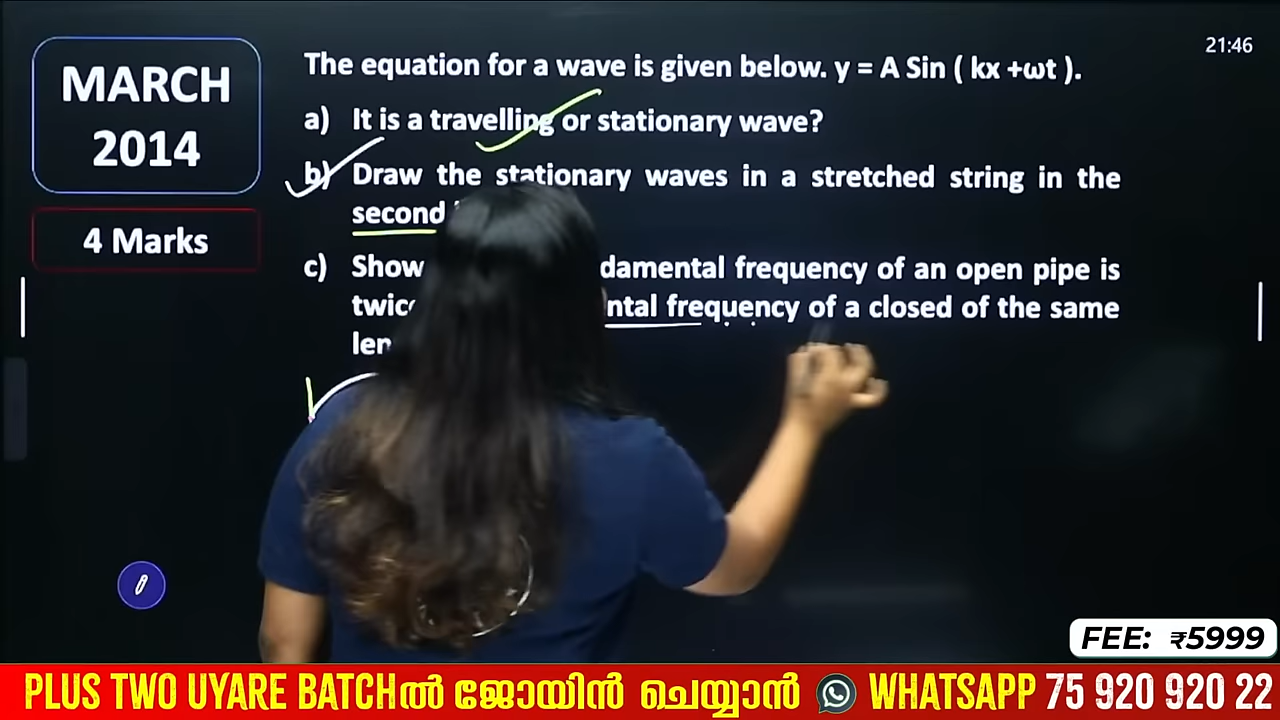 21:46
MARCH
2014
4 Marks
The equation for a wave is given below. y = A Sin ( kx +ωt ).
a) It is a travelling or stationary wave?
b) Draw the stationary waves in a stretched string in the
second
c) Show damental frequency of an open pipe is
ntal frequency of a closed of the same
FEE: ₹5999
PLUS TWO UYARE BATCHൽ ജോയിൻ ചെയ്യാൻ WHATSAPP 75 920 920 22